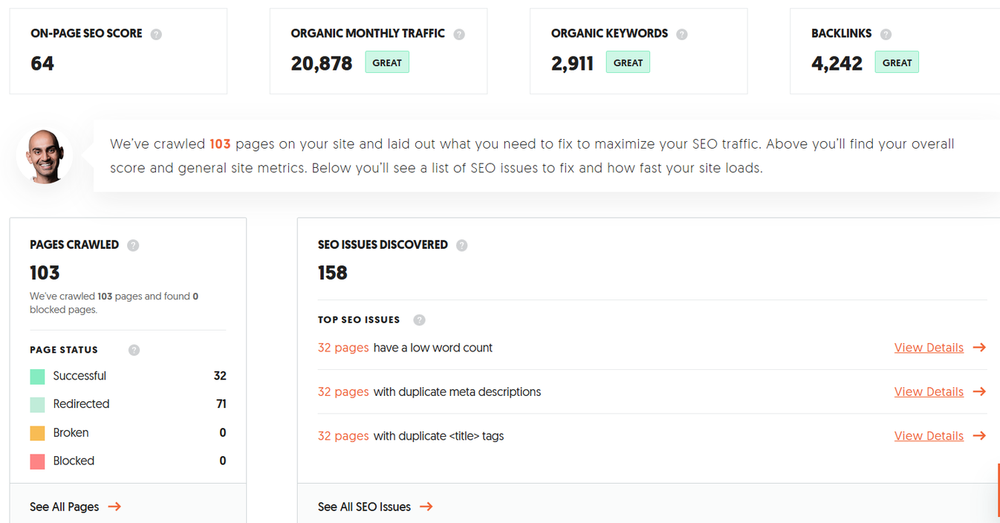 ON-PAGE SEO SCORE ?
64
ORGANIC MONTHLY TRAFFIC ?
20,878 GREAT
ORGANIC KEYWORDS ?
2,911 GREAT
BACKLINKS ?
4,242 GREAT
We've crawled 103 pages on your site and laid out what you need to fix to maximize your SEO traffic. Above you'll find your overall
score and general site metrics. Below you'll see a list of SEO issues to fix and how fast your site loads.
PAGES CRAWLED ?
103
We've crawled 103 pages and found 0
blocked pages.
PAGE STATUS ?
Successful 32
Redirected 71
Broken 0
Blocked 0
See All Pages →
SEO ISSUES DISCOVERED ?
158
TOP SEO ISSUES ?
32 pages have a low word count View Details →
32 pages with duplicate meta descriptions View Details →
32 pages with duplicate <title> tags View Details →
See All SEO Issues →